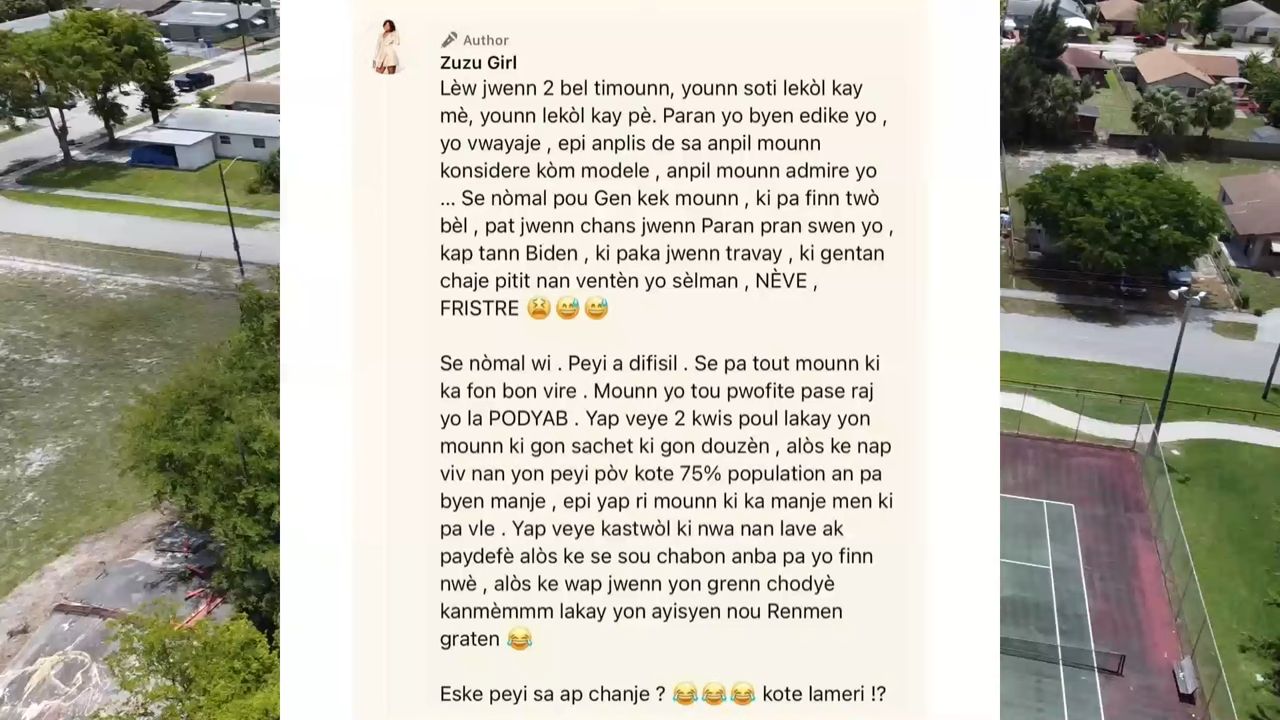 Author
Zuzu Girl
Lèw jwenn 2 bel timounn, younn soti lekòl kay
mè, younn lekòl kay pè. Paran yo byen edike yo ,
yo vwayaje , epi anplis de sa anpil mounn
konsidere kòm modele , anpil mounn admire yo
... Se nòmal pou Gen kek mounn , ki pa finn twò
bèl , pat jwenn chans jwenn Paran pran swen yo ,
kap tann Biden , ki paka jwenn travay , ki gentan
chaje pitit nan ventèn yo sèlman , NÈVE ,
FRISTRE 😫😅😅
Se nòmal wi . Peyi a difisil . Se pa tout mounn ki
ka fon bon vire . Mounn yo tou pwofite pase raj
yo la PODYAB . Yap veye 2 kwis poul lakay yon
mounn ki gon sachet ki gon douzèn , alòs ke nap
viv nan yon peyi pòv kote 75% population an pa
byen manje , epi yap ri mounn ki ka manje men ki
pa vle . Yap veye kastwòl ki nwa nan lave ak
paydefè alòs ke se sou chabon anba pa yo finn
nwè , alòs ke wap jwenn yon grenn chodyè
kanmèmmm lakay yon ayisyen nou Renmen
graten 😂
Eske peyi sa ap chanje ? 😂😂😂 kote lameri !?